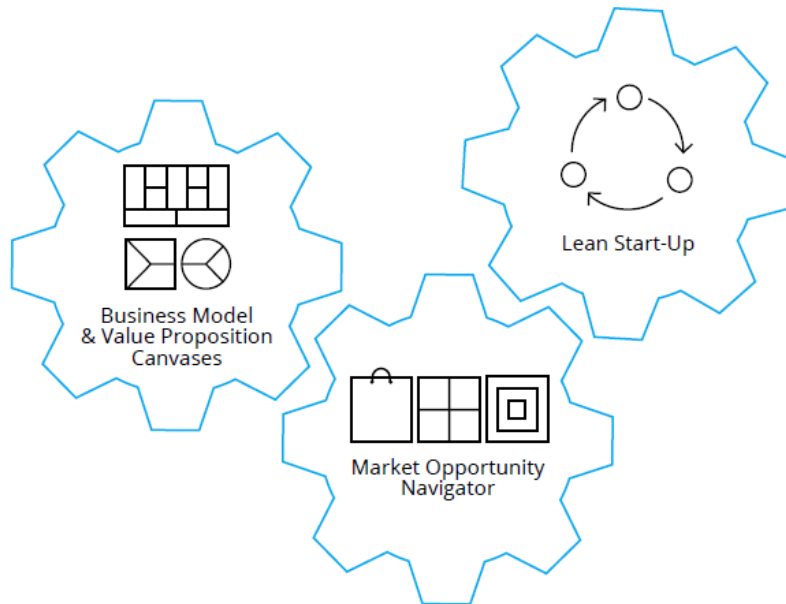 Lean Start-Up
Business Model
& Value Proposition
Canvases
Market Opportunity
Navigator